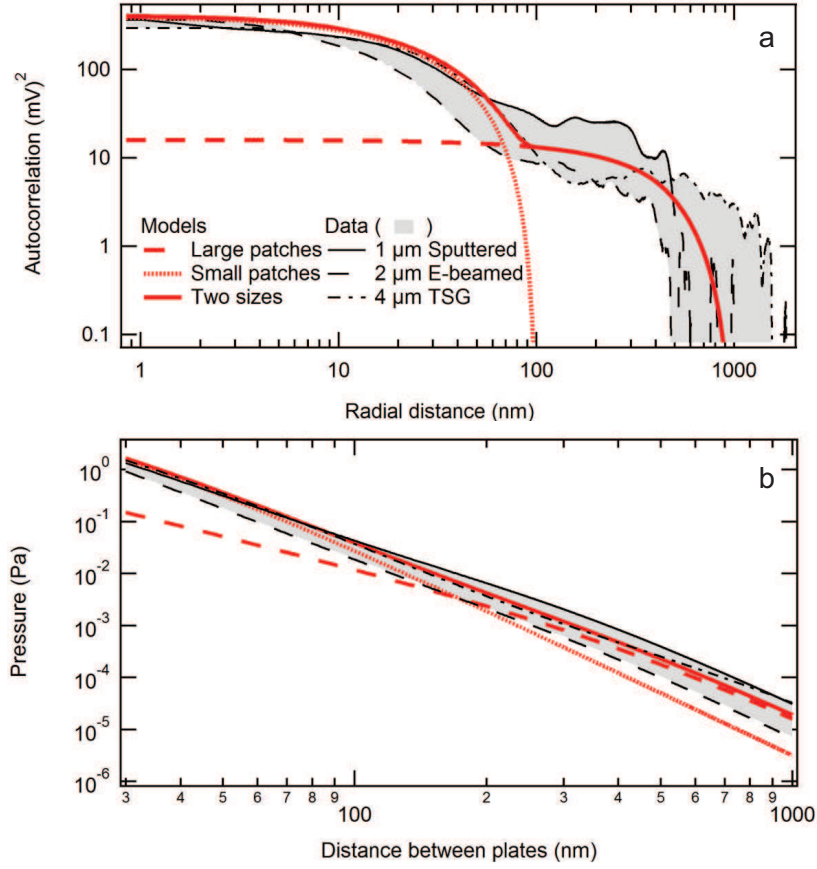 a
Autocorrelation (mV)²
100
10
1
0.1
Models
Data ( )
Large patches
1 µm Sputtered
Small patches
2 µm E-beamed
Two sizes
4 µm TSG
1
10
100
1000
Radial distance (nm)
b
Pressure (Pa)
10⁰
10⁻¹
10⁻²
10⁻³
10⁻⁴
10⁻⁵
10⁻⁶
3 4 5 6 7 8 9 2 3 4 5 6 7 8 9
100 1000
Distance between plates (nm)